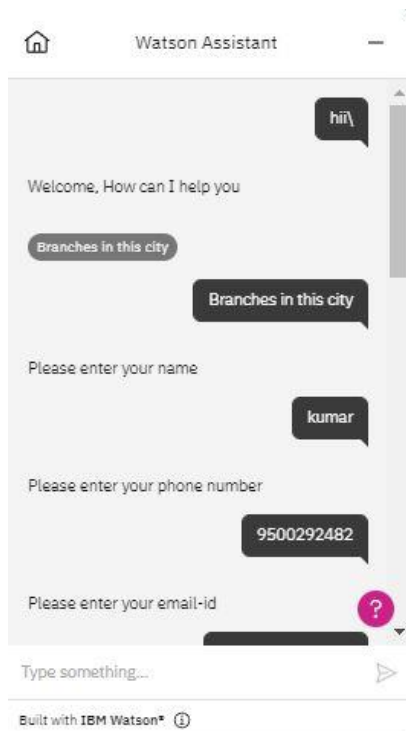 Watson Assistant
hii\
Welcome, How can I help you
Branches in this city
Branches in this city
Please enter your name
kumar
Please enter your phone number
9500292482
Please enter your email-id
?
Type something...
Built with IBM Watson®